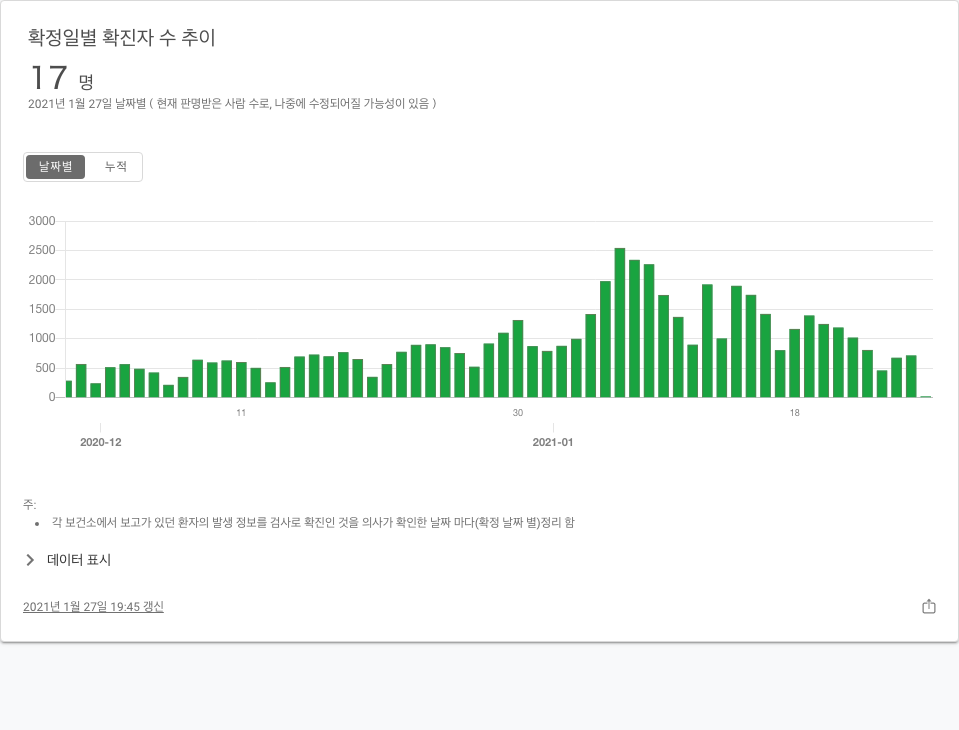 확정일별 확진자 수 추이
17 명
2021년 1월 27일 날짜별 ( 현재 판명받은 사람 수로, 나중에 수정되어질 가능성이 있음 )
날짜별 누적
3000
2500
2000
1500
1000
500
0
11 30 18
2020-12 2021-01
주:
• 각 보건소에서 보고가 있던 환자의 발생 정보를 검사로 확진인 것을 의사가 확인한 날짜 마다(확정 날짜 별)정리 함
데이터 표시
2021년 1월 27일 19:45 갱신